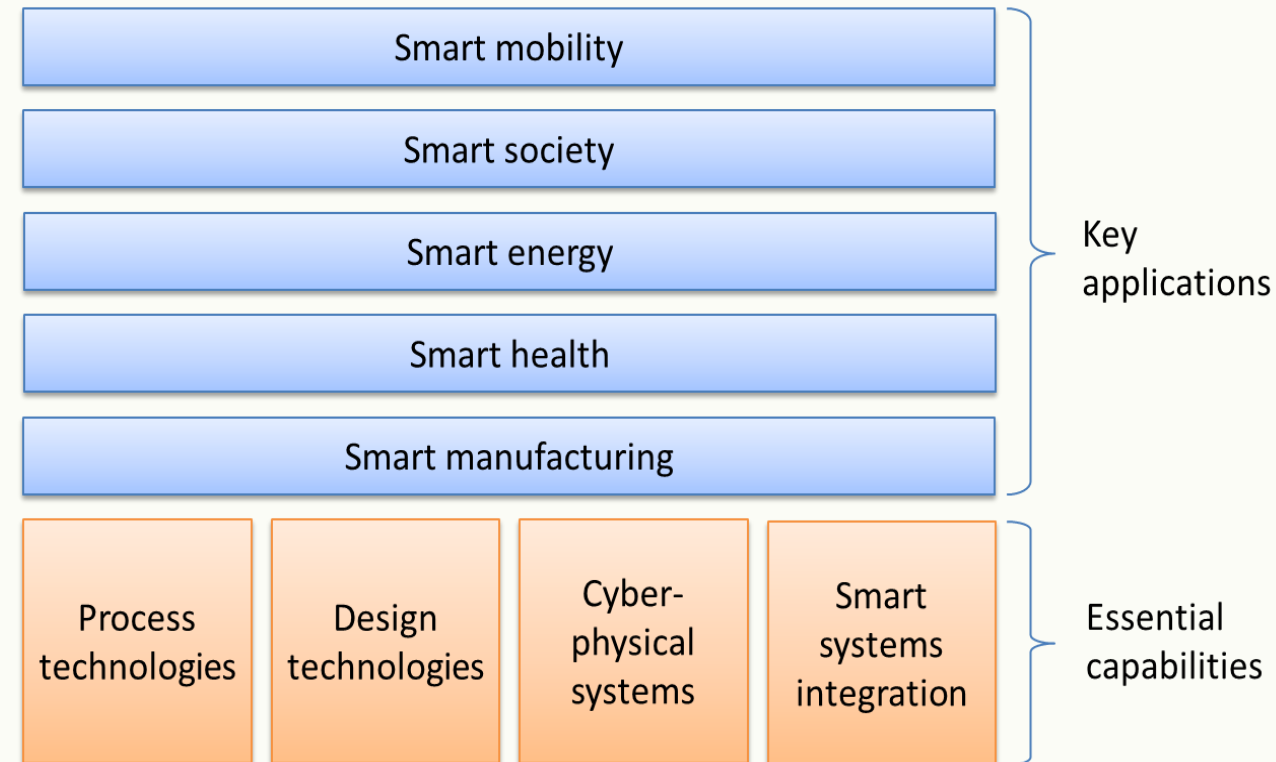 Smart mobility
Smart society
Smart energy
Smart health
Smart manufacturing
Key
applications
Process
technologies
Design
technologies
Cyber-
physical
systems
Smart
systems
integration
Essential
capabilities